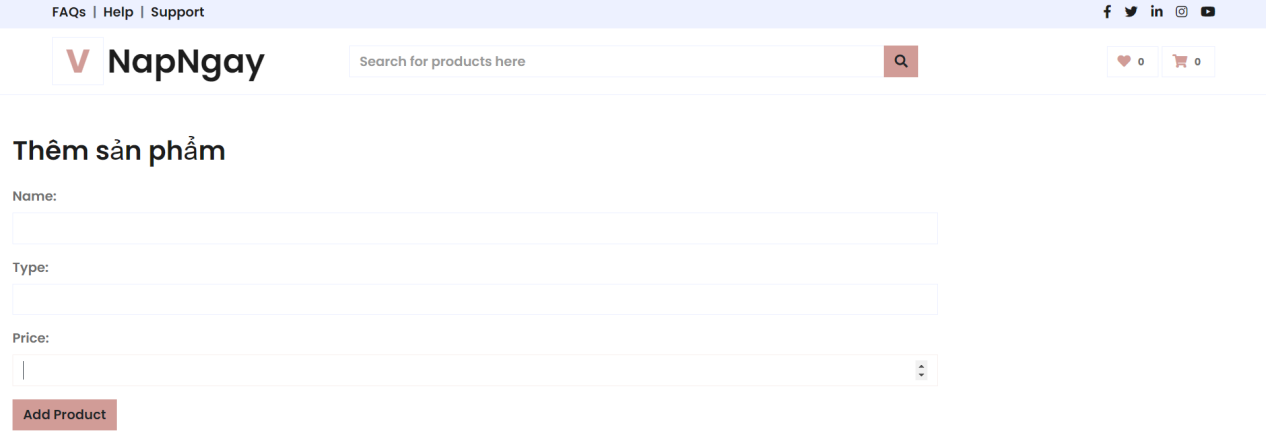 FAQs | Help | Support
V NapNgay
Search for products here
0
0
Thêm sản phẩm
Name:
Type:
Price:
Add Product